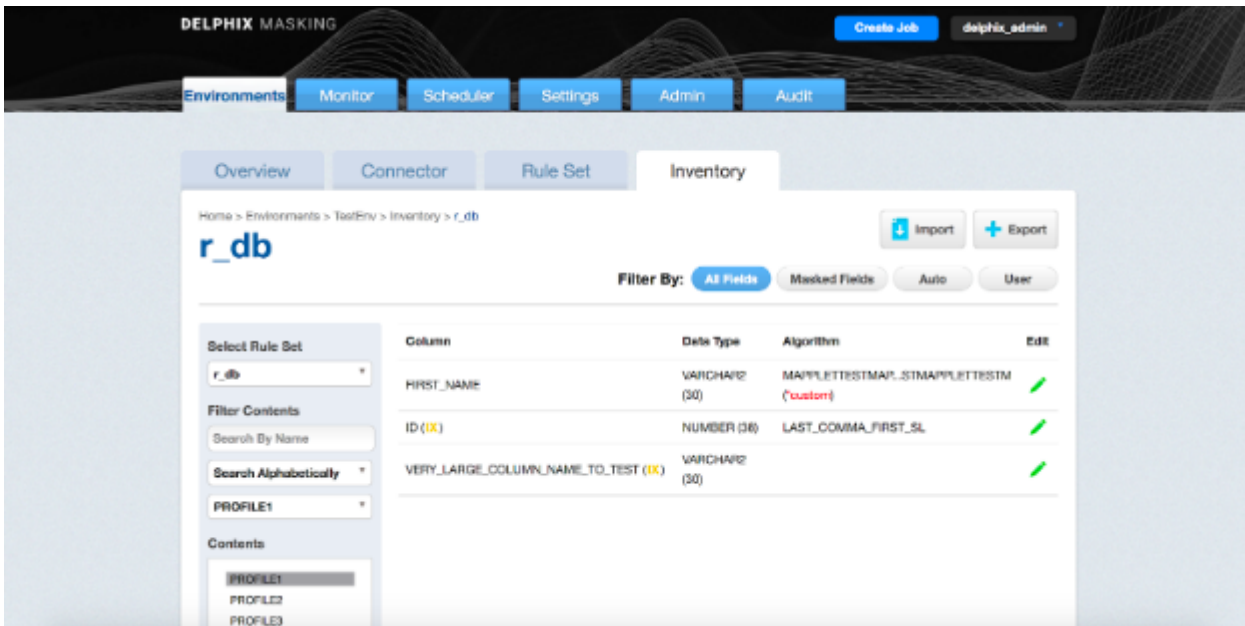 DELPHIX MASKING
Create Job
delphix_admin
Environments
Monitor
Scheduler
Settings
Admin
Audit
Overview
Connector
Rule Set
Inventory
Home > Environments > TestEnv > Inventory > r_db
r_db
Import
Export
Filter By:
All Fields
Masked Fields
Auto
User
Select Rule Set
r_db
Filter Contents
Search By Name
Search Alphabetically
PROFILE1
Contents
PROFILE1
PROFILE2
PROFILE3
Column Data Type Algorithm Edit
FIRST_NAME VARCHAR2 (30) MAPPLETTESTMAP...STMAPPLETTESTM (*custom)
ID (IX) NUMBER (38) LAST_COMMA_FIRST_SL
VERY_LARGE_COLUMN_NAME_TO_TEST (IX) VARCHAR2 (30)